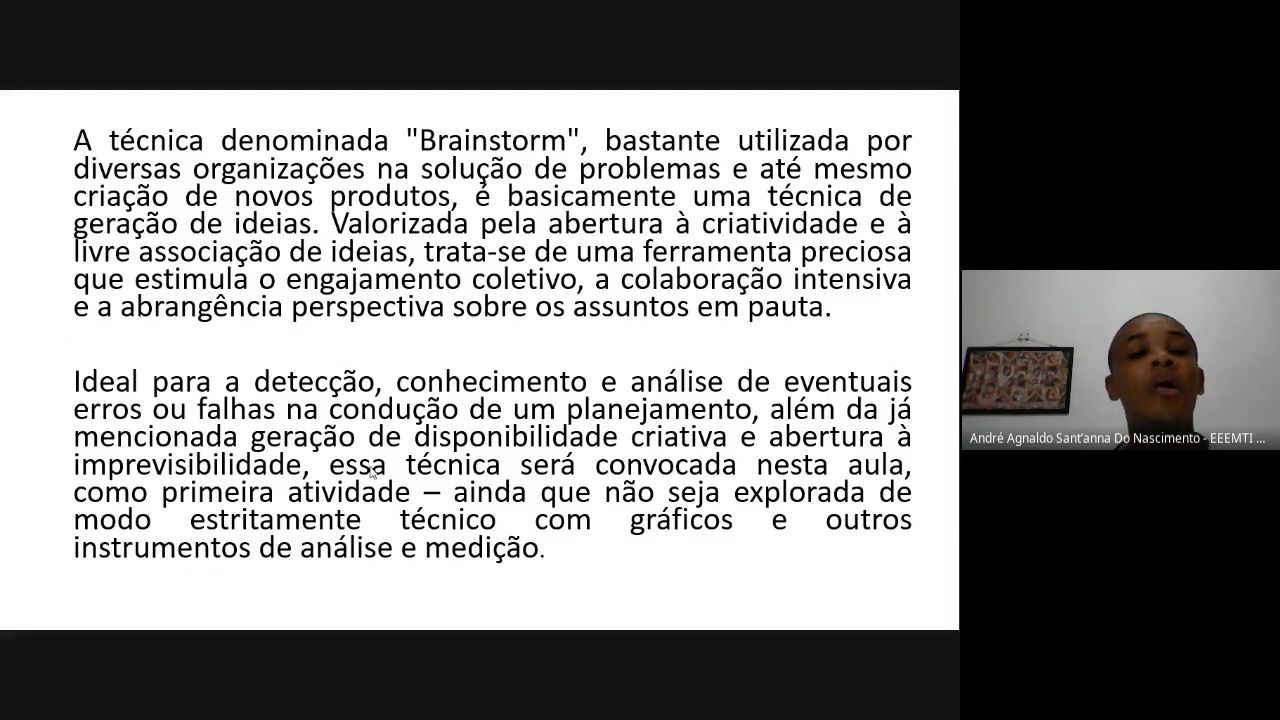 A técnica denominada "Brainstorm", bastante utilizada por
diversas organizações na solução de problemas e até mesmo
criação de novos produtos, é basicamente uma técnica de
geração de ideias. Valorizada pela abertura à criatividade e à
livre associação de ideias, trata-se de uma ferramenta preciosa
que estimula o engajamento coletivo, a colaboração intensiva
e a abrangência perspectiva sobre os assuntos em pauta.
Ideal para a detecção, conhecimento e análise de eventuais
erros ou falhas na condução de um planejamento, além da já
mencionada geração de disponibilidade criativa e abertura à
imprevisibilidade, essa técnica será convocada nesta aula,
como primeira atividade – ainda que não seja explorada de
modo estritamente técnico com gráficos e outros
instrumentos de análise e medição.
André Agnaldo Sant'anna Do Nascimento - EEEMTI ...